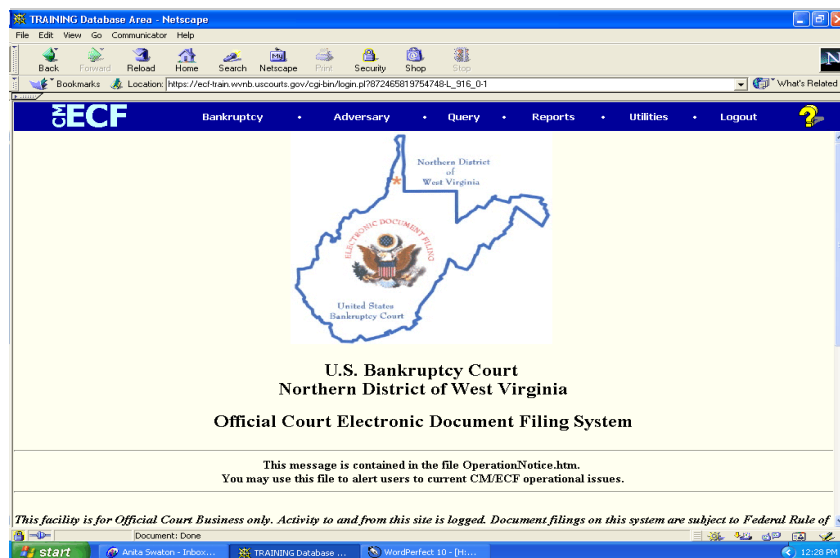 TRAINING Database Area - Netscape
File Edit View Go Communicator Help
Back Forward Reload Home Search Netscape Print Security Shop Stop
Bookmarks Location: https://ecf-train.wvnb.uscourts.gov/cgi-bin/login.pl?872465819754748-L_916_0-1 What's Related
CM ECF Bankruptcy • Adversary • Query • Reports • Utilities • Logout ?
Northern District
of
West Virginia
ELECTRONIC DOCUMENT FILING
United States
Bankruptcy Court
U.S. Bankruptcy Court
Northern District of West Virginia
Official Court Electronic Document Filing System
This message is contained in the file OperationNotice.htm.
You may use this file to alert users to current CM/ECF operational issues.
This facility is for Official Court Business only. Activity to and from this site is logged. Document filings on this system are subject to Federal Rule of
Document: Done
start Anita Swaton - Inbox... TRAINING Database ... WordPerfect 10 - [H:... 12:28 PM